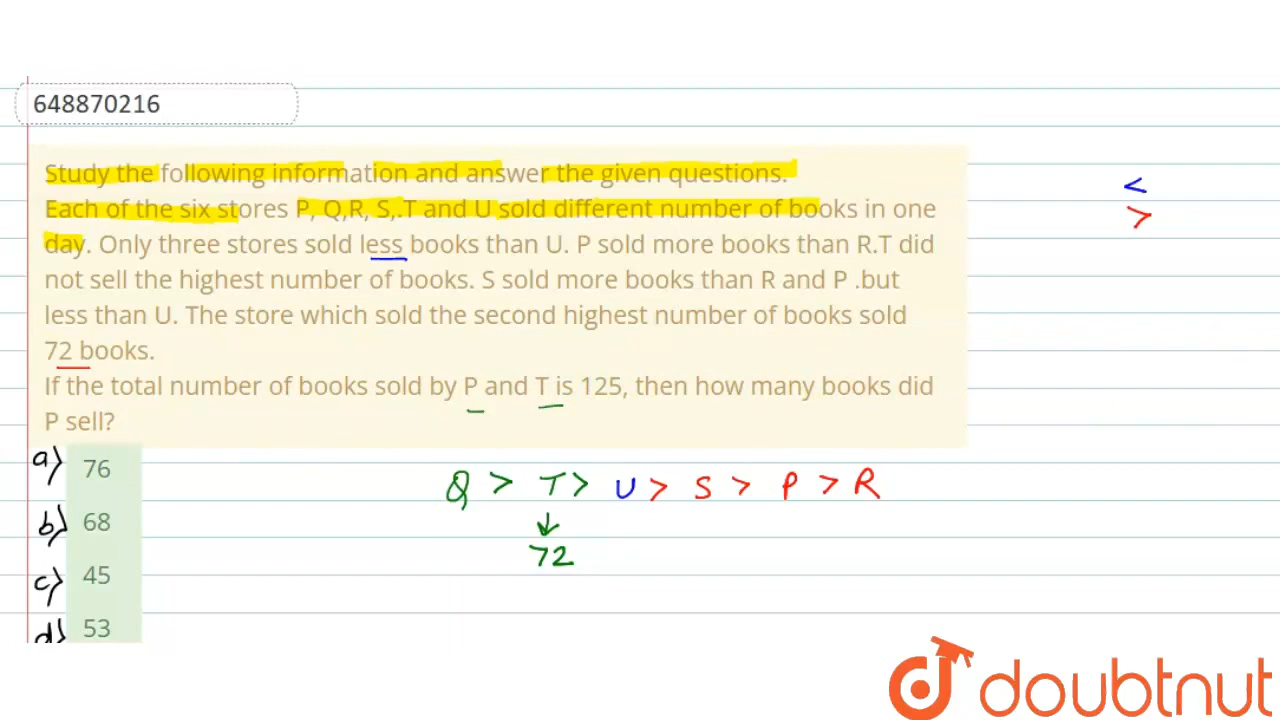 648870216
Study the following information and answer the given questions.
Each of the six stores P, Q,R, S,.T and U sold different number of books in one
day. Only three stores sold less books than U. P sold more books than R.T did
not sell the highest number of books. S sold more books than R and P .but
less than U. The store which sold the second highest number of books sold
72 books.
If the total number of books sold by P and T is 125, then how many books did
P sell?
a) 76
b) 68
c) 45
d) 53
<
>
Q > T > U > S > P > R
↓
72
doubtnut